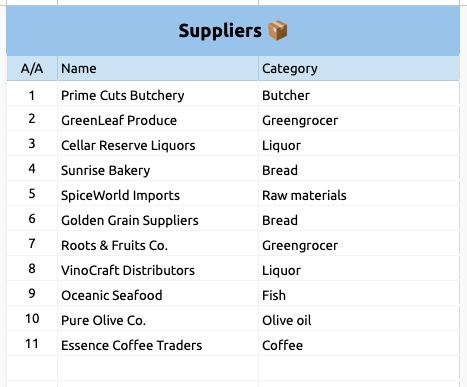 Suppliers 📦
A/A Name Category
1 Prime Cuts Butchery Butcher
2 GreenLeaf Produce Greengrocer
3 Cellar Reserve Liquors Liquor
4 Sunrise Bakery Bread
5 SpiceWorld Imports Raw materials
6 Golden Grain Suppliers Bread
7 Roots & Fruits Co. Greengrocer
8 VinoCraft Distributors Liquor
9 Oceanic Seafood Fish
10 Pure Olive Co. Olive oil
11 Essence Coffee Traders Coffee